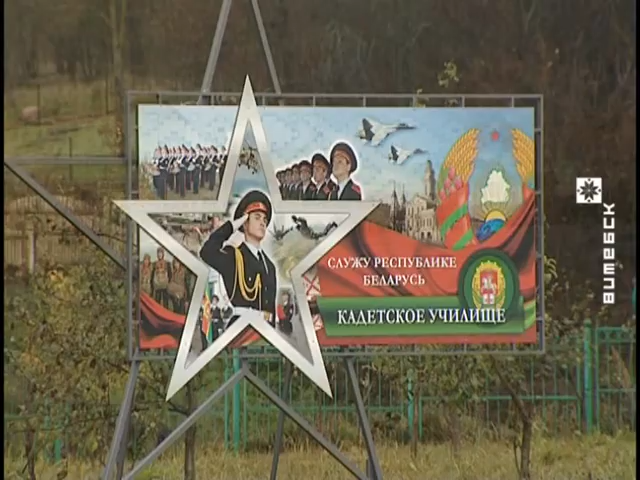 СЛУЖУ РЕСПУБЛИКЕ
БЕЛАРУСЬ
КАДЕТСКОЕ УЧИЛИЩЕ
ВИТЕБСК